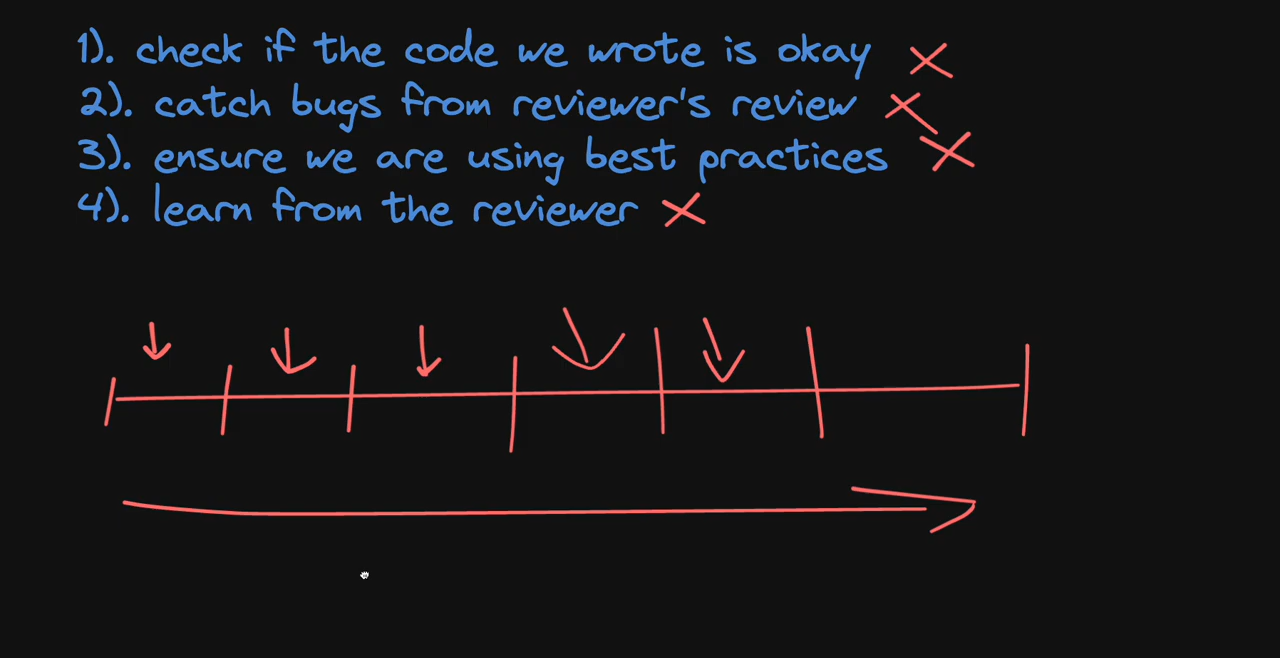 1). check if the code we wrote is okay
2). catch bugs from reviewer's review
3). ensure we are using best practices
4). learn from the reviewer